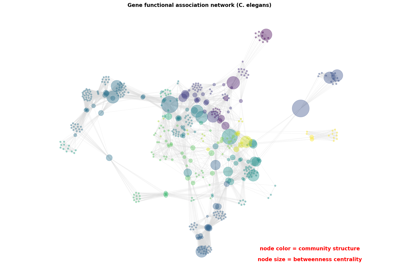 Gene functional association network (C. elegans)
node color = community structure
node size = betweenness centrality